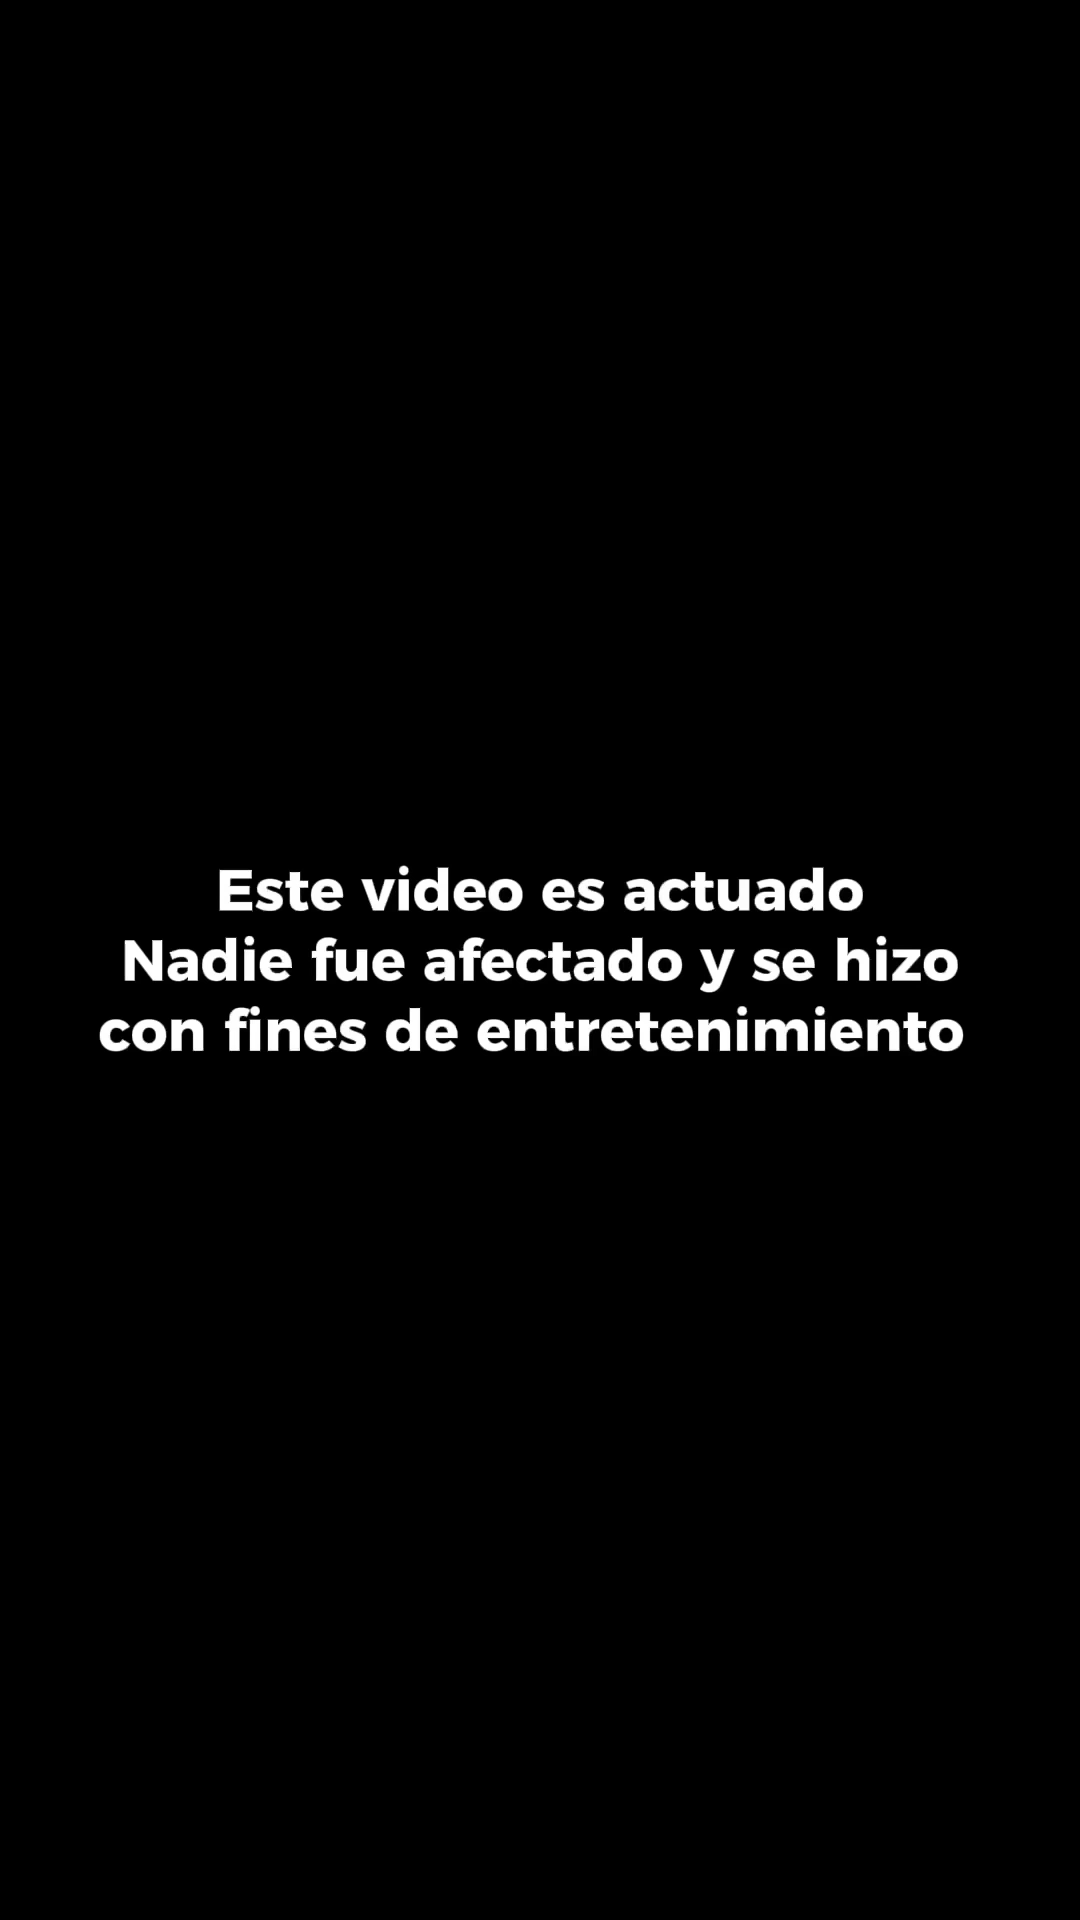 Este video es actuado
Nadie fue afectado y se hizo
con fines de entretenimiento